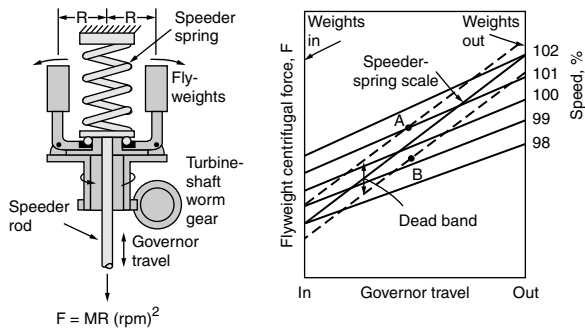 R R
Speeder
spring
Fly-
weights
Turbine-
shaft
worm
gear
Speeder
rod
Governor
travel
F = MR (rpm)²
Flyweight centrifugal force, F
Weights
in
Weights
out
Speeder-
spring scale
A
B
Dead band
102
101
100
99
98
Speed, %
In Governor travel Out